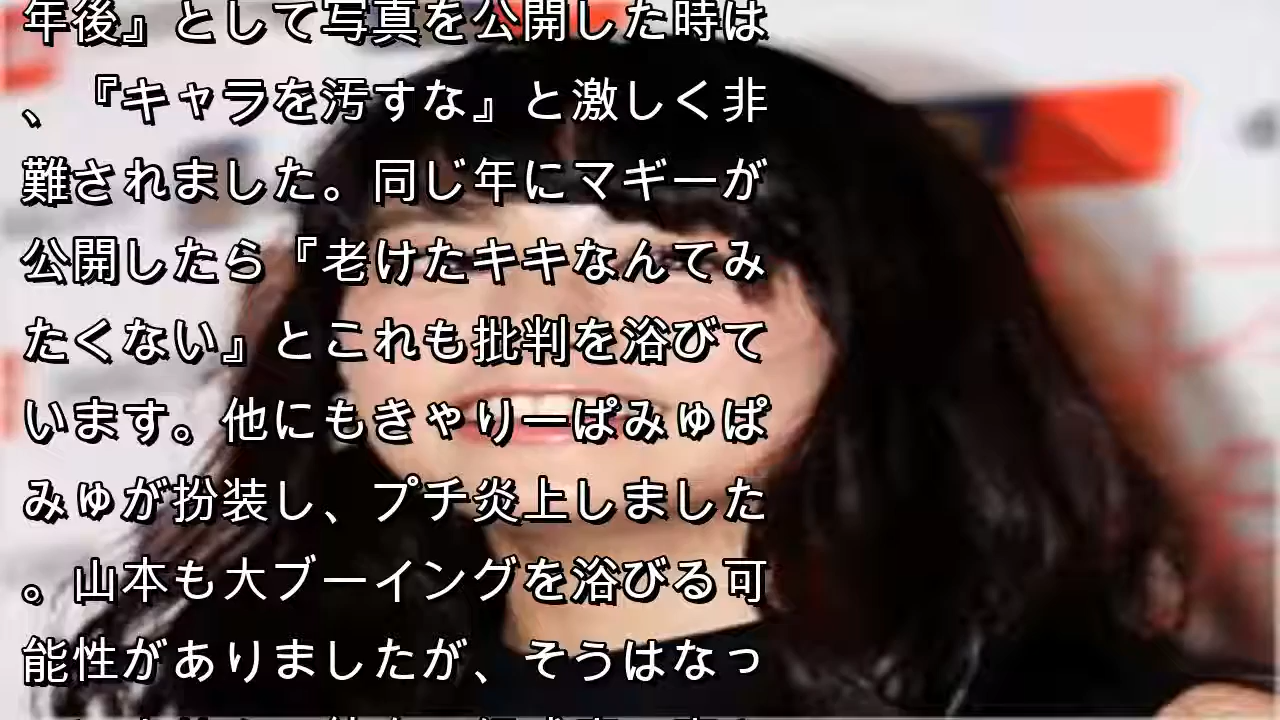 年後』として写真を公開した時は
、『キャラを汚すな』と激しく非
難されました。同じ年にマギーが
公開したら『老けたキキなんてみ
たくない』とこれも批判を浴びて
います。他にもきゃりーぱみゅぱ
みゅが扮装し、プチ炎上しました
。山本も大ブーイングを浴びる可
能性がありましたが、そうはなっ